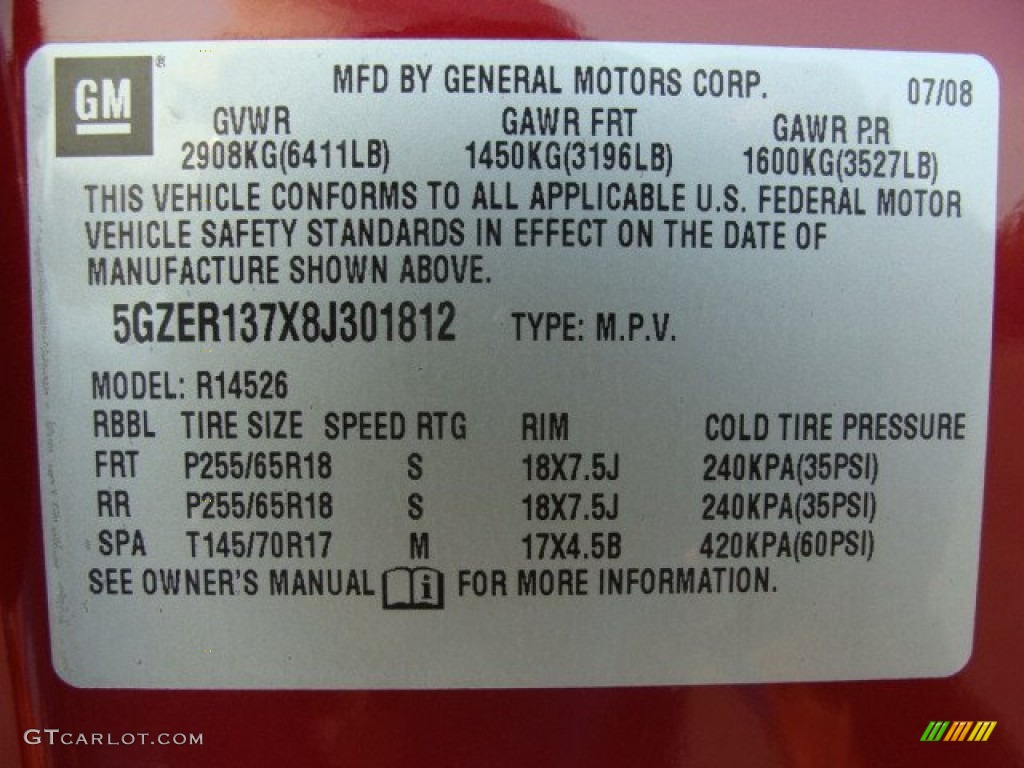 GM ® MFD BY GENERAL MOTORS CORP. 07/08
GVWR GAWR FRT GAWR RR
2908KG(6411LB) 1450KG(3196LB) 1600KG(3527LB)
THIS VEHICLE CONFORMS TO ALL APPLICABLE U.S. FEDERAL MOTOR
VEHICLE SAFETY STANDARDS IN EFFECT ON THE DATE OF
MANUFACTURE SHOWN ABOVE.
5GZER137X8J301812 TYPE: M.P.V.
MODEL: R14526
RBBL TIRE SIZE SPEED RTG RIM COLD TIRE PRESSURE
FRT P255/65R18 S 18X7.5J 240KPA(35PSI)
RR P255/65R18 S 18X7.5J 240KPA(35PSI)
SPA T145/70R17 M 17X4.5B 420KPA(60PSI)
SEE OWNER'S MANUAL i FOR MORE INFORMATION.
GTCARLOT.COM